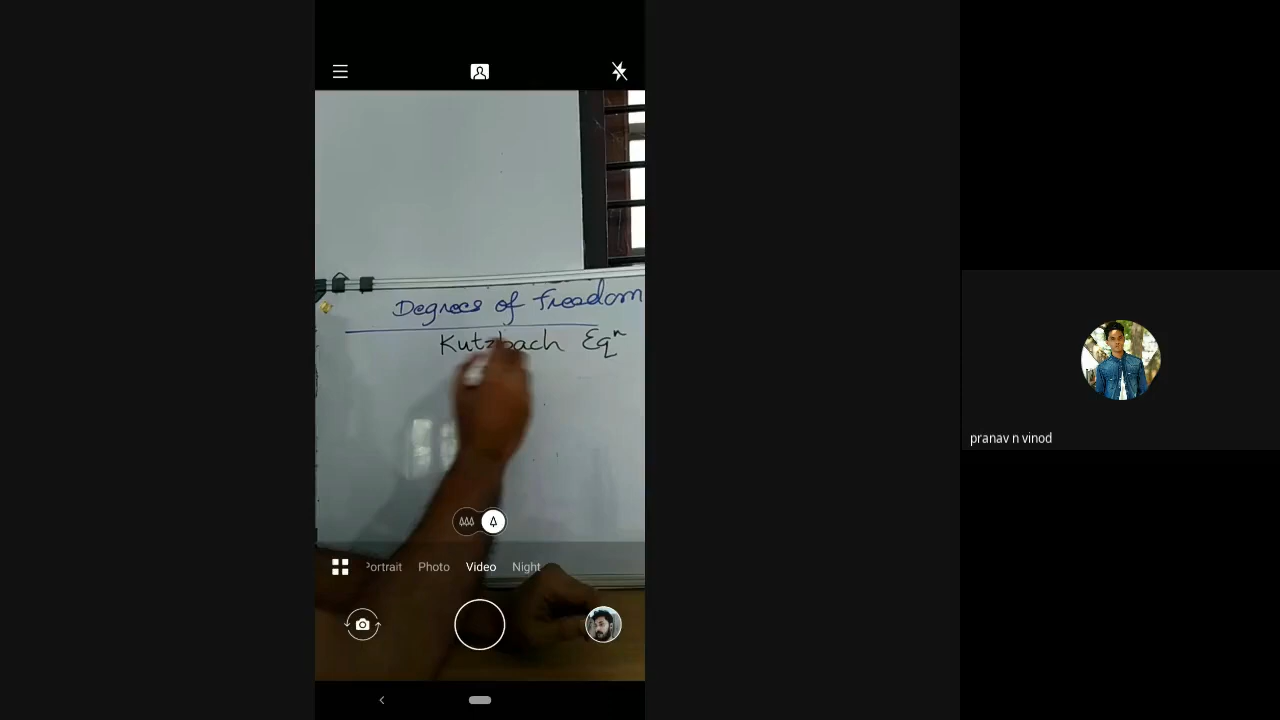 Degrees of freedom
Kutzbach Eqⁿ
Portrait Photo Video Night
pranav n vinod